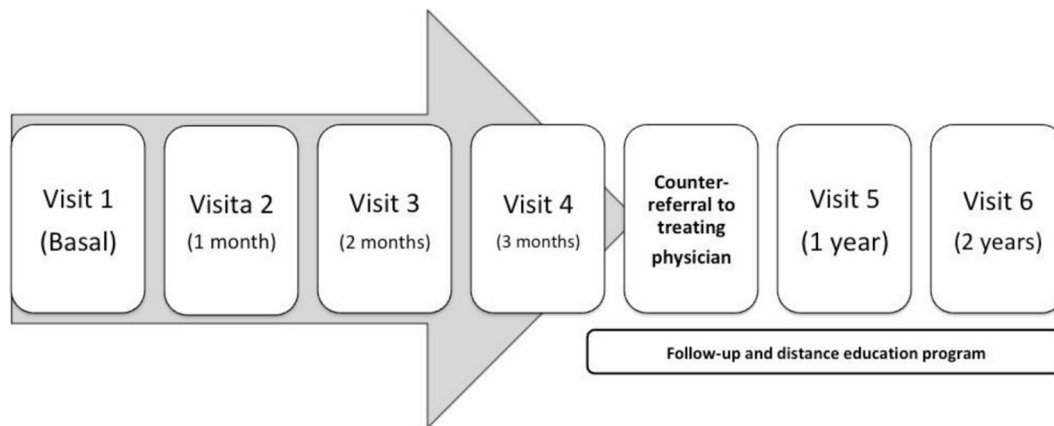 Visit 1
(Basal)
Visita 2
(1 month)
Visit 3
(2 months)
Visit 4
(3 months)
Counter-
referral to
treating
physician
Visit 5
(1 year)
Visit 6
(2 years)
Follow-up and distance education program